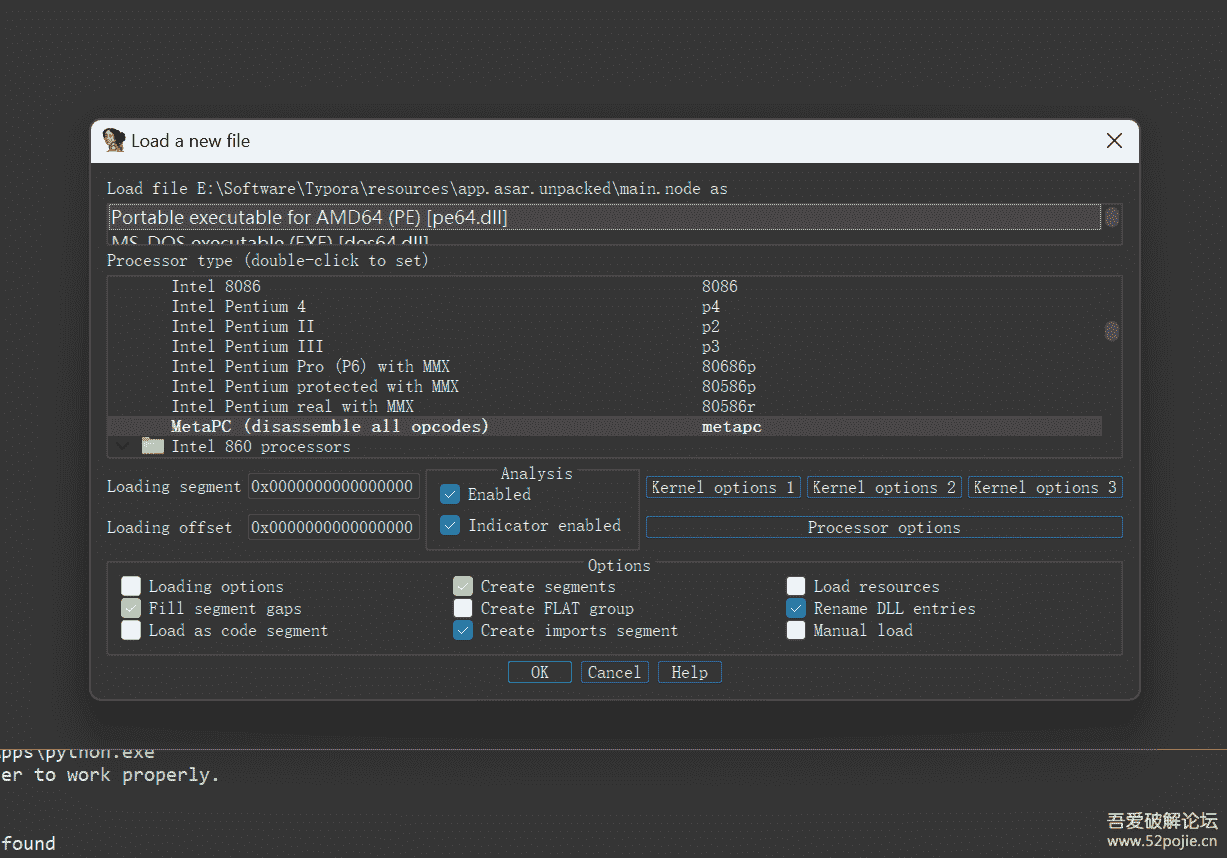 Load a new file
Load file E:\Software\Typora\resources\app.asar.unpacked\main.node as
Portable executable for AMD64 (PE) [pe64.dll]
MS-DOS executable (EXE) [dos64.dll]
Processor type (double-click to set)
Intel 8086 8086
Intel Pentium 4 p4
Intel Pentium II p2
Intel Pentium III p3
Intel Pentium Pro (P6) with MMX 80686p
Intel Pentium protected with MMX 80586p
Intel Pentium real with MMX 80586r
MetaPC (disassemble all opcodes) metapc
Intel 860 processors
Analysis
Loading segment 0x0000000000000000 Enabled Kernel options 1 Kernel options 2 Kernel options 3
Loading offset 0x0000000000000000 Indicator enabled Processor options
Options
Loading options Create segments Load resources
Fill segment gaps Create FLAT group Rename DLL entries
Load as code segment Create imports segment Manual load
OK Cancel Help
pps\python.exe
er to work properly.
found
吾爱破解论坛
www.52pojie.cn